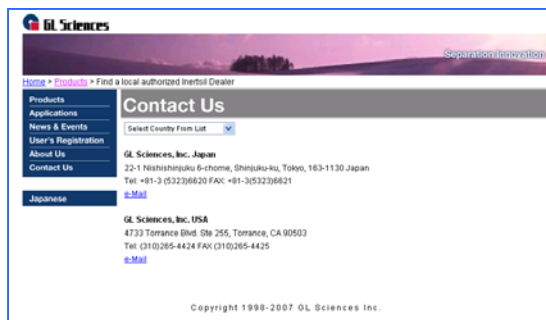 GL Sciences
Separation Innovation
Home > Products > Find a local authorized Inertsil Dealer
Products
Applications
News & Events
User's Registration
About Us
Contact Us
Japanese
Contact Us
Select Country From List
GL Sciences, Inc. Japan
22-1 Nishishinjuku 6-chome, Shinjuku-ku, Tokyo, 163-1130 Japan
Tel: +81-3 (5323)6620 FAX: +81-3(5323)6621
e-Mail
GL Sciences, Inc. USA
4733 Torrance Blvd. Ste 255, Torrance, CA 90503
Tel: (310)265-4424 FAX (310)265-4425
e-Mail
Copyright 1998-2007 GL Sciences Inc.